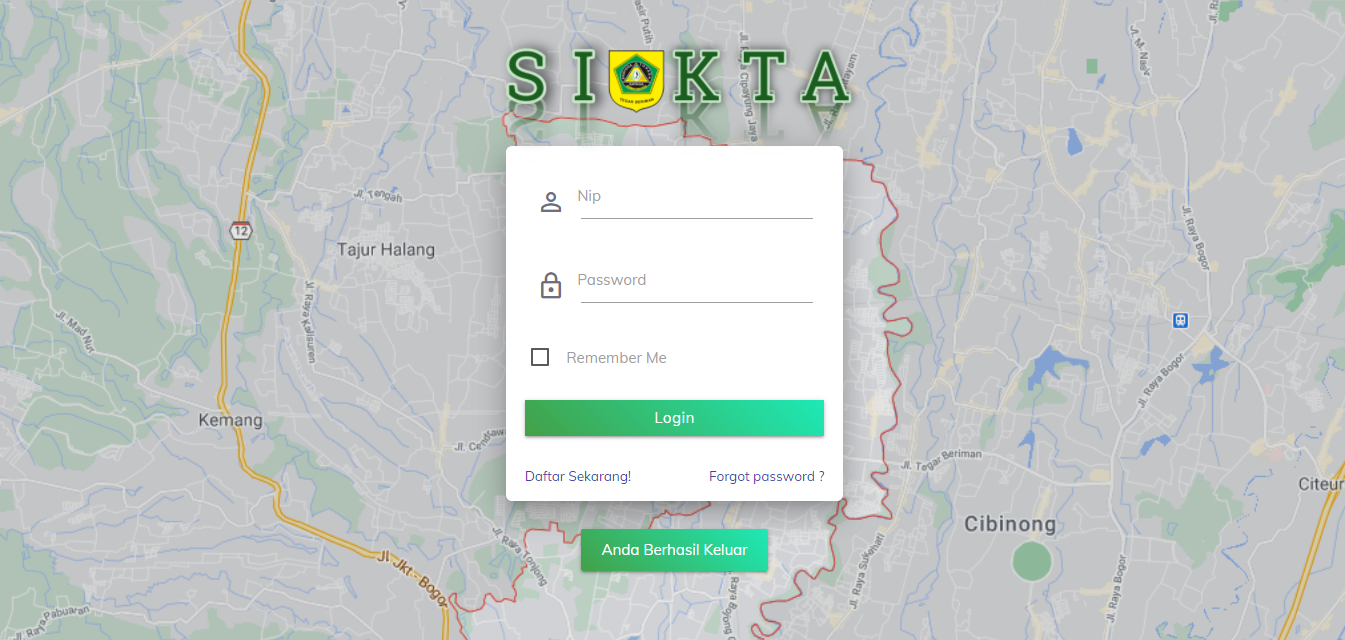 SI KTA
TEGAR BERIMAN
Nip
Password
Remember Me
Login
Daftar Sekarang!
Forgot password ?
Anda Berhasil Keluar
Jl. Tengah
12
Tajur Halang
Jl. Raya Kalisuren
Jl. Mad Nur
Kemang
Jl. Raya Tonjong
Jl. Jkt - Bogor
Pabuaran
Jl. Raya
Jl. Raya Cipayung Jaya
Jl. M. Nasir
Jl. Raya Bogor
Jl. Raya Bogor
Jl. Tegar Beriman
Citeur
Cibinong
Jl. Raya Sukahati
Jl. Raya Bogor